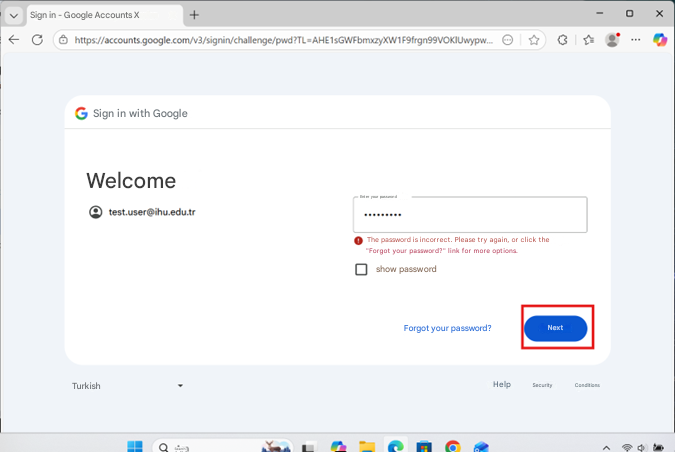 Sign in - Google Accounts X
https://accounts.google.com/v3/signin/challenge/pwd?TL=AHE1sGWFbmxzyXW1F9frgn99VOKlUwypw...
Sign in with Google
Welcome
test.user@ihu.edu.tr
Enter your password
The password is incorrect. Please try again, or click the
"Forgot your password?" link for more options.
show password
Forgot your password?
Next
Turkish
Help
Security
Conditions